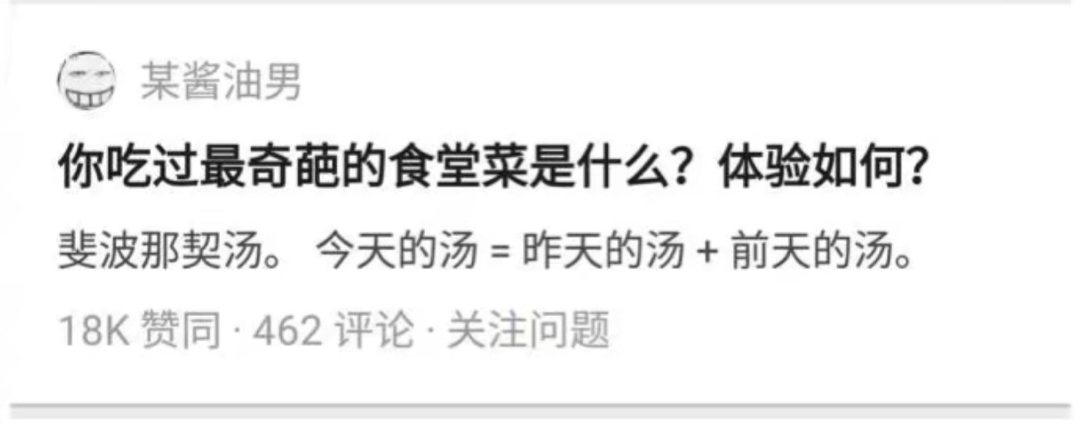 某酱油男
你吃过最奇葩的食堂菜是什么？体验如何？
斐波那契汤。 今天的汤 = 昨天的汤 + 前天的汤。
18K 赞同 · 462 评论 · 关注问题